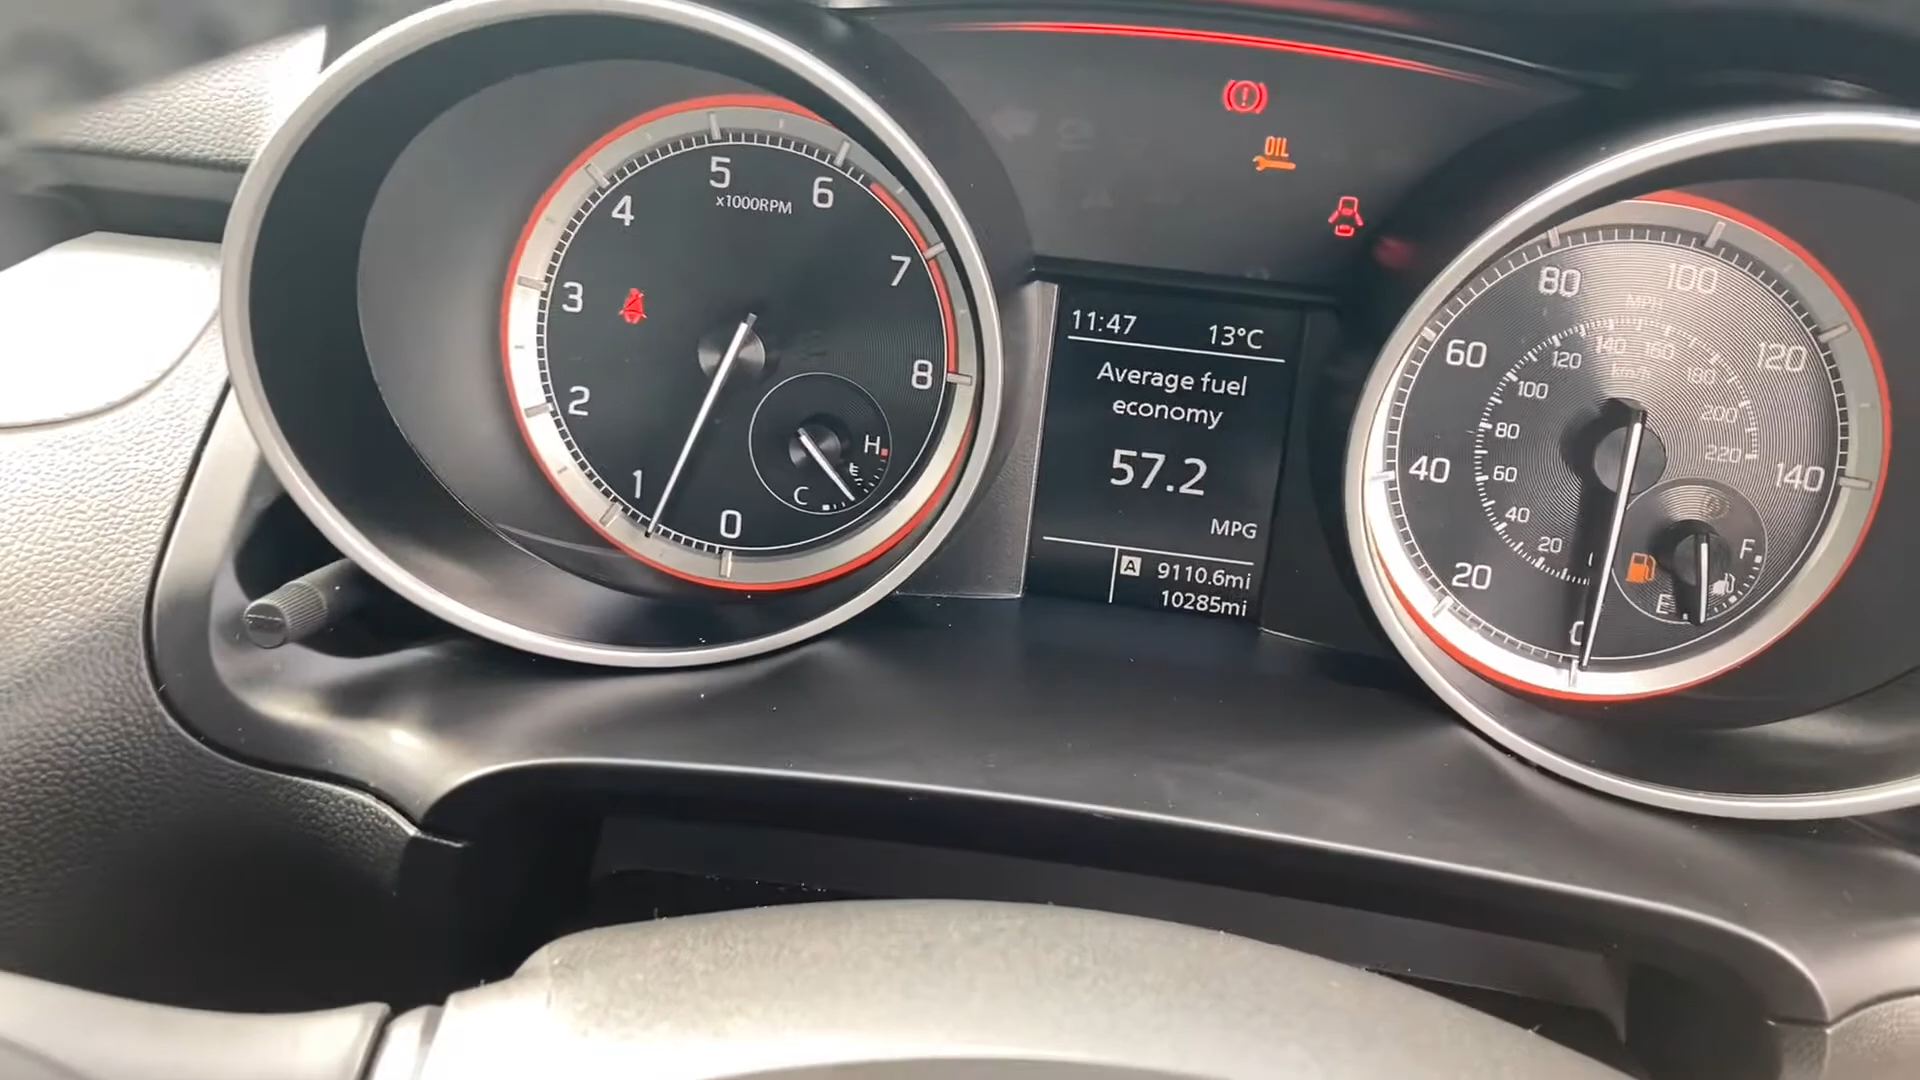 5
6
4
x1000RPM
7
3
8
2
H
1
C
0
OIL
11:47 13°C
Average fuel
economy
57.2
MPG
A 9110.6mi
10285mi
80
100
MPH
60
120
120
140
160
km/h
100
180
200
80
220
40
60
140
40
20
F
20
E
0